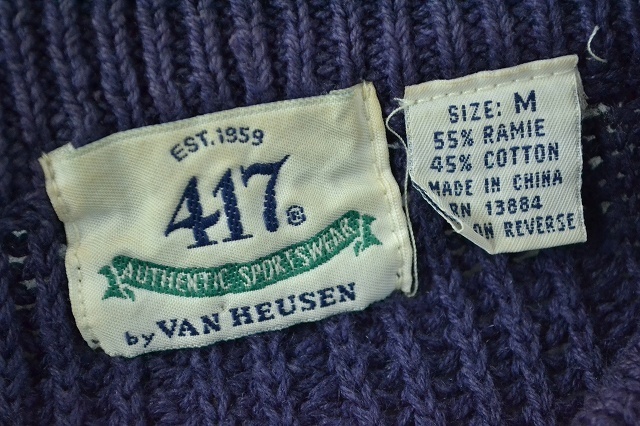 EST. 1959
417®
AUTHENTIC SPORTSWEAR
by VAN HEUSEN
SIZE: M
55% RAMIE
45% COTTON
MADE IN CHINA
RN 13884
ON REVERSE